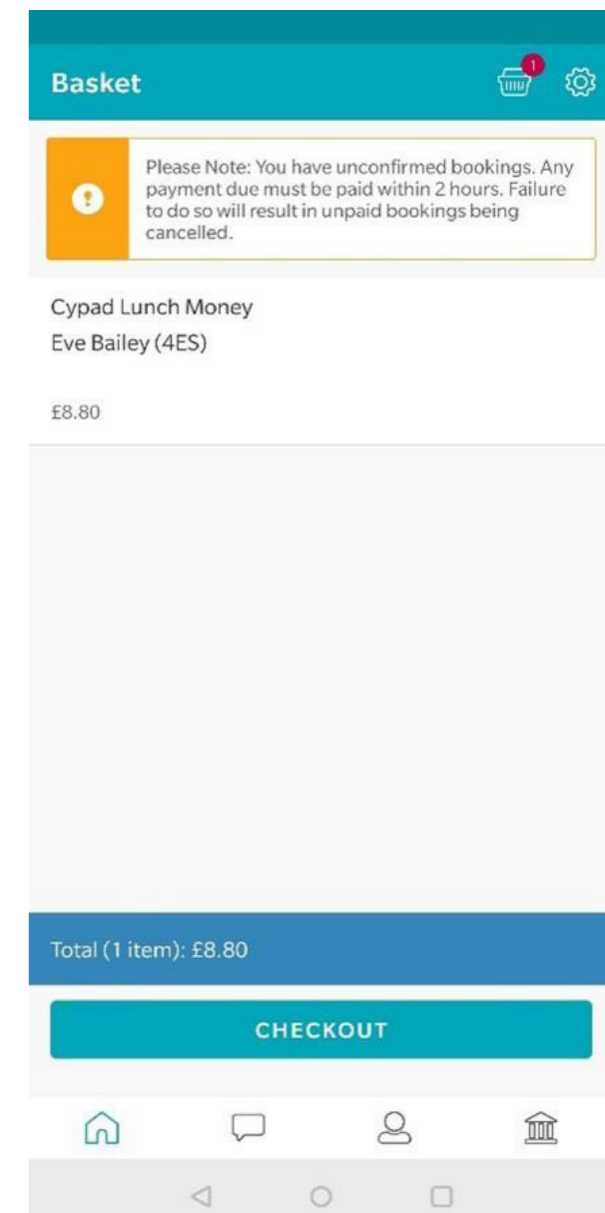 Basket
1
Please Note: You have unconfirmed bookings. Any
payment due must be paid within 2 hours. Failure
to do so will result in unpaid bookings being
cancelled.
Cypad Lunch Money
Eve Bailey (4ES)
£8.80
Total (1 item): £8.80
CHECKOUT